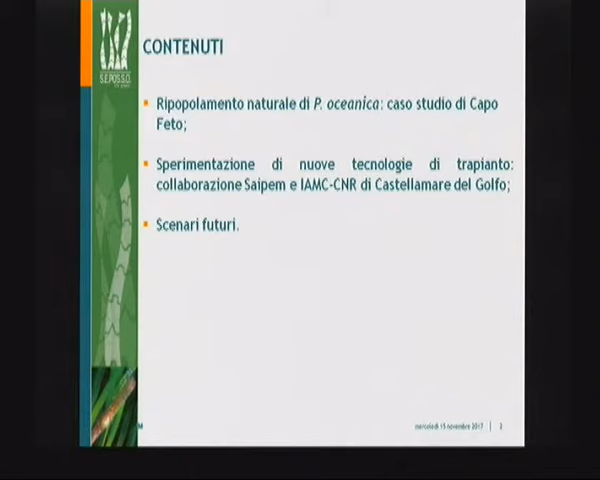 S.E.POS.S.O.
CONTENUTI
▪ Ripopolamento naturale di P. oceanica: caso studio di Capo
Feto;
▪ Sperimentazione di nuove tecnologie di trapianto:
collaborazione Saipem e IAMC-CNR di Castellamare del Golfo;
▪ Scenari futuri.
mercoledì 15 novembre 2017 | 2